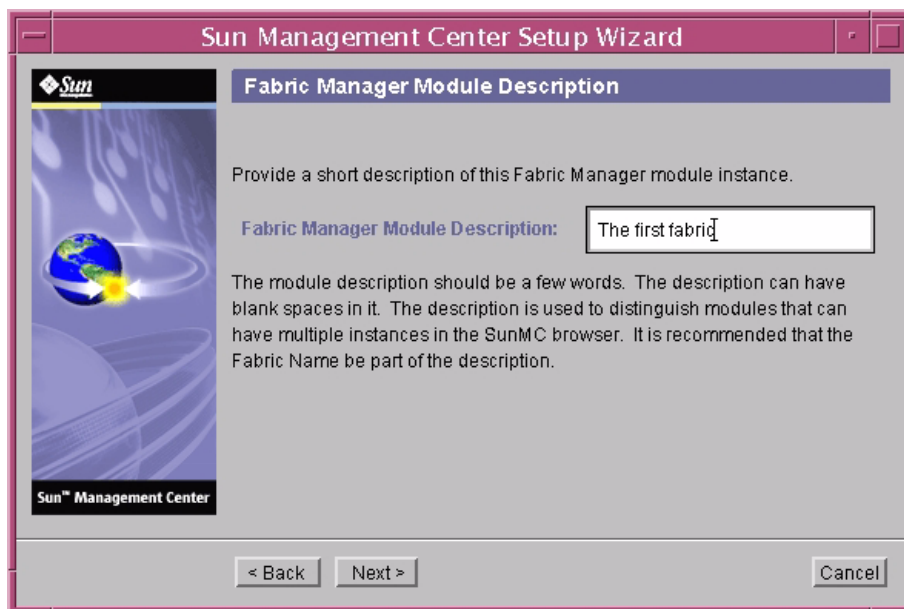 Sun Management Center Setup Wizard
Sun
Fabric Manager Module Description
Provide a short description of this Fabric Manager module instance.
Fabric Manager Module Description:
The first fabric
The module description should be a few words. The description can have
blank spaces in it. The description is used to distinguish modules that can
have multiple instances in the SunMC browser. It is recommended that the
Fabric Name be part of the description.
Sun™ Management Center
< Back
Next >
Cancel